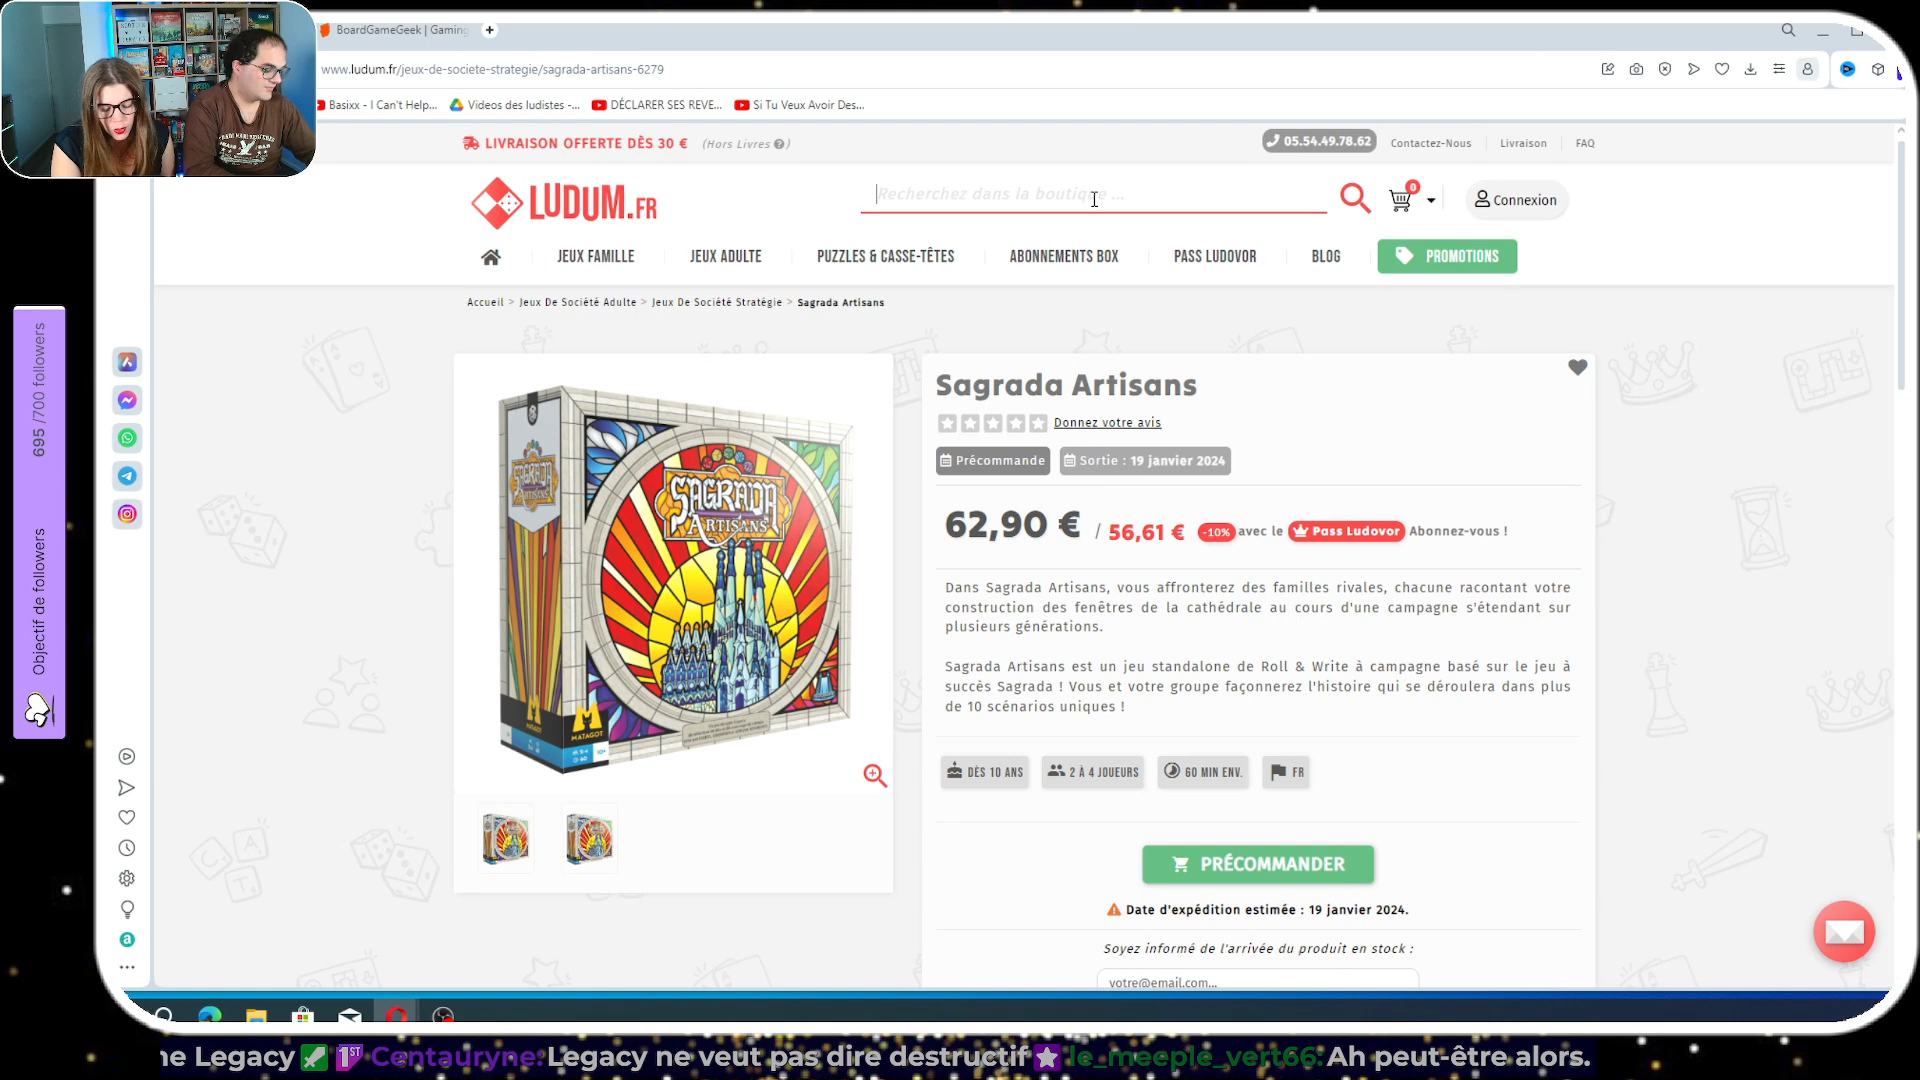 BoardGameGeek | Gaming
www.ludum.fr/jeux-de-societe-strategie/sagrada-artisans-6279
Basixx - I Can't Help...
Videos des ludistes -...
DÉCLARER SES REVE...
Si Tu Veux Avoir Des...
LIVRAISON OFFERTE DÈS 30 € (Hors Livres)
05.54.49.78.62
Contactez-Nous
Livraison
FAQ
LUDUM.FR
Recherchez dans la boutique ...
0
Connexion
JEUX FAMILLE
JEUX ADULTE
PUZZLES & CASSE-TÊTES
ABONNEMENTS BOX
PASS LUDOVOR
BLOG
PROMOTIONS
Accueil > Jeux De Société Adulte > Jeux De Société Stratégie > Sagrada Artisans
SAGRADA
ARTISANS
MATAGOT
Sagrada Artisans
Donnez votre avis
Précommande
Sortie : 19 janvier 2024
62,90 € / 56,61 € -10% avec le Pass Ludovor Abonnez-vous !
Dans Sagrada Artisans, vous affronterez des familles rivales, chacune racontant votre
construction des fenêtres de la cathédrale au cours d'une campagne s'étendant sur
plusieurs générations.
Sagrada Artisans est un jeu standalone de Roll & Write à campagne basé sur le jeu à
succès Sagrada ! Vous et votre groupe façonnerez l'histoire qui se déroulera dans plus
de 10 scénarios uniques !
DÈS 10 ANS
2 À 4 JOUEURS
60 MIN ENV.
FR
PRÉCOMMANDER
Date d'expédition estimée : 19 janvier 2024.
Soyez informé de l'arrivée du produit en stock :
votre@email.com...
Objectif de followers
695 /700 followers
ne Legacy 1ST Centauryne: Legacy ne veut pas dire destructif le_meeple_vert66: Ah peut-être alors.